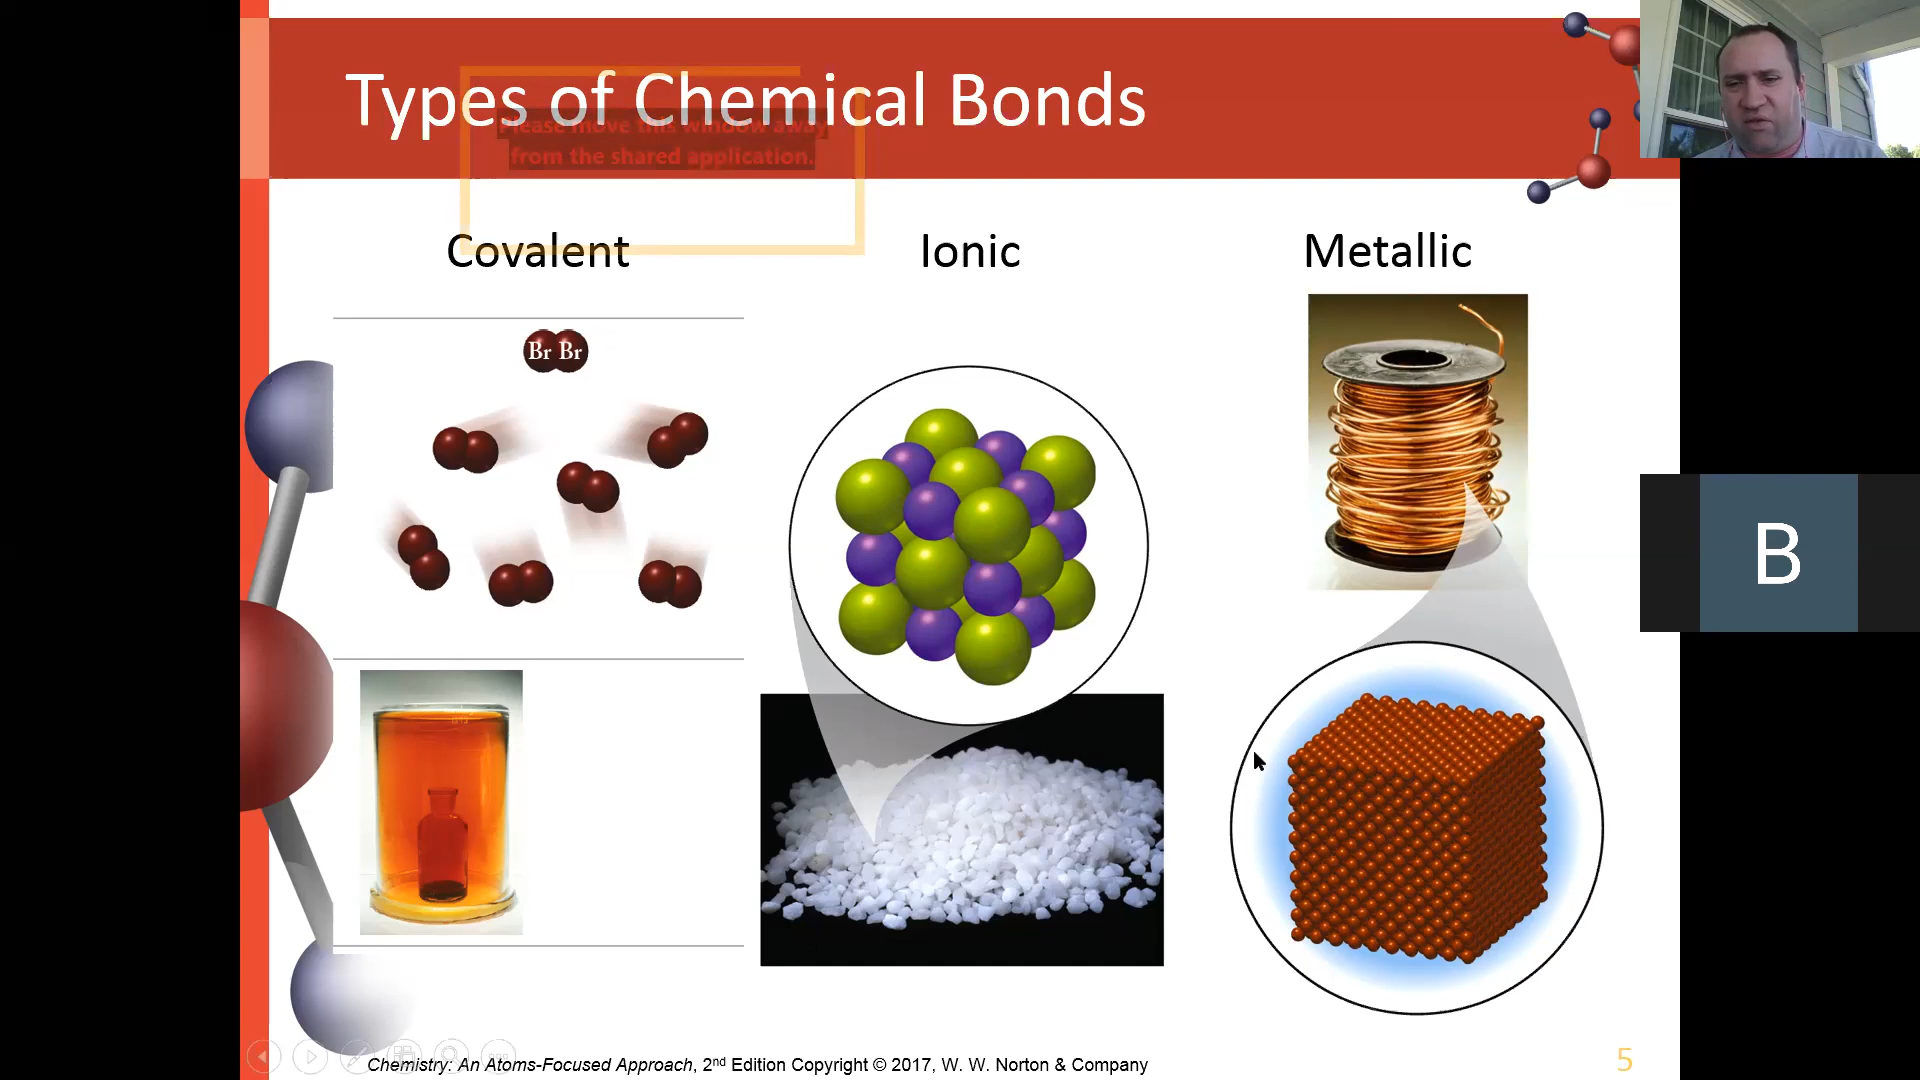 Types of Chemical Bonds
Please move this window away
from the shared application.
Covalent
Ionic
Metallic
Br Br
B
Chemistry: An Atoms-Focused Approach, 2nd Edition Copyright © 2017, W. W. Norton & Company
5